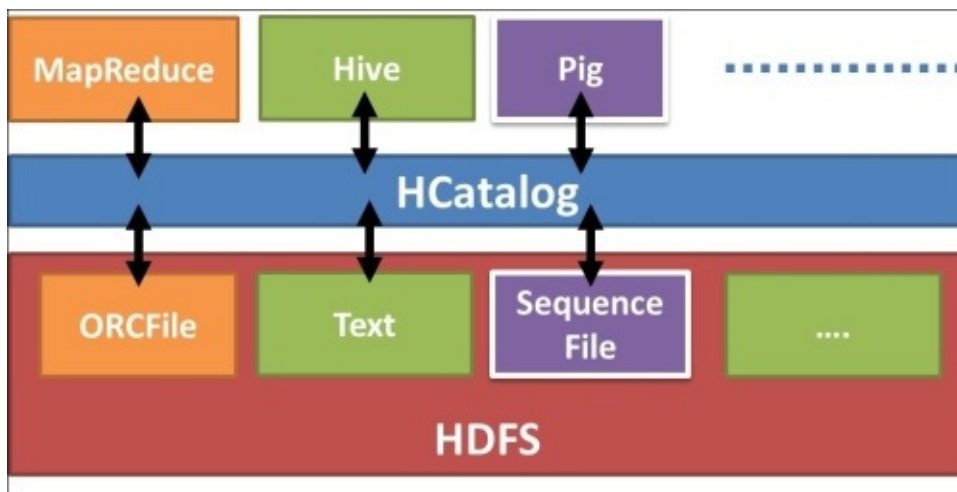 MapReduce
Hive
Pig
HCatalog
ORCFile
Text
Sequence
File
....
HDFS